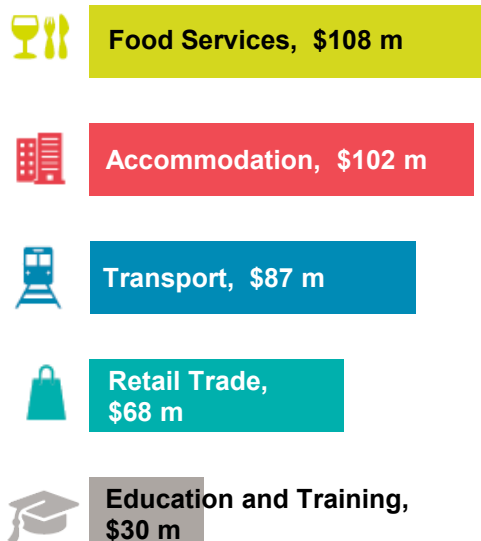 Food Services,  $108 m
Accommodation,  $102 m
Transport,  $87 m
Retail Trade,
$68 m
Education and Training,
$30 m